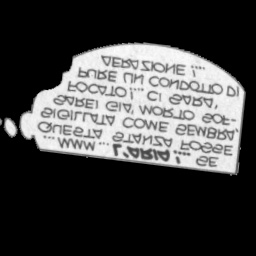 ... MMM ... L'ARIA! ... SE
QUESTA STANZA FOSSE
SIGILLATA COME SEMBRA,
SAREI GIA' MORTO SOF-
FOCATO!... CI SARA'
PURE UN CONDOTTO DI
AERAZIONE!...